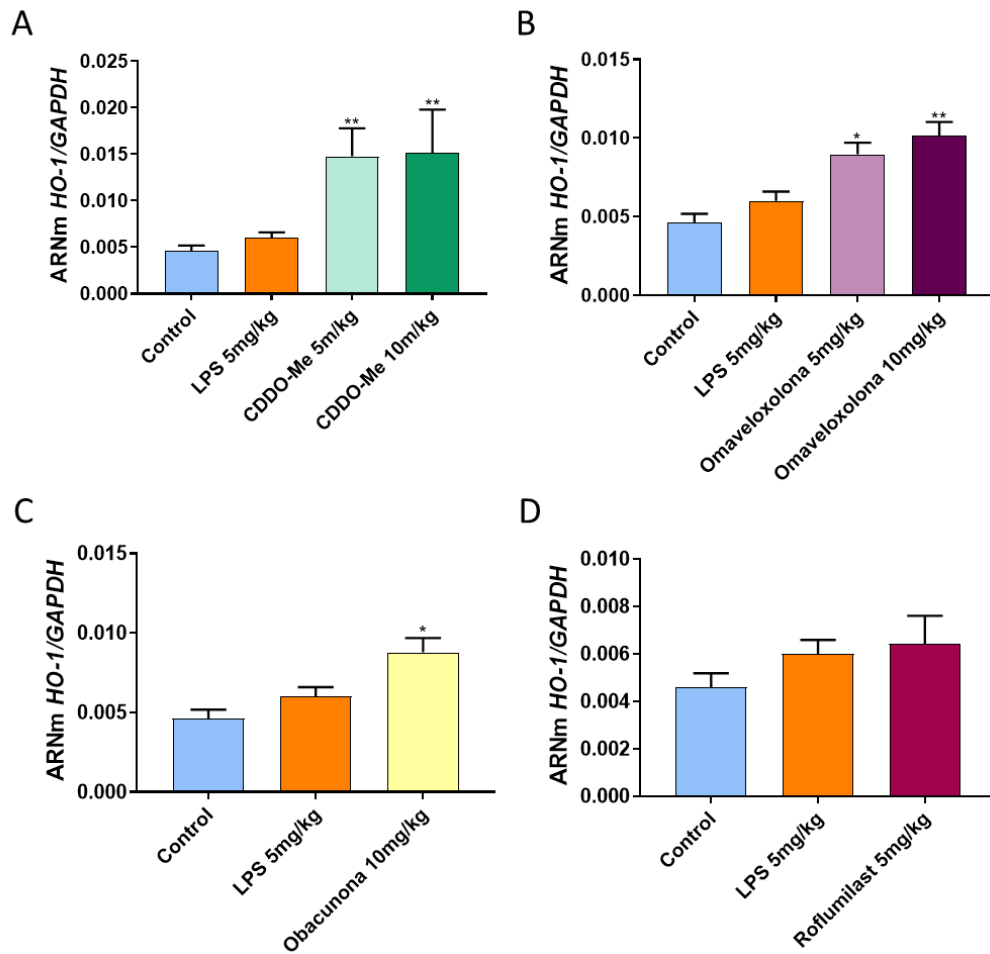 A
ARNm HO-1/GAPDH
0.025
0.020
0.015
0.010
0.005
0.000
**
**
Control
LPS 5mg/kg
CDDO-Me 5m/kg
CDDO-Me 10m/kg
B
ARNm HO-1/GAPDH
0.015
0.010
0.005
0.000
*
**
Control
LPS 5mg/kg
Omaveloxolona 5mg/kg
Omaveloxolona 10mg/kg
C
ARNm HO-1/GAPDH
0.015
0.010
0.005
0.000
*
Control
LPS 5mg/kg
Obacunona 10mg/kg
D
ARNm HO-1/GAPDH
0.010
0.008
0.006
0.004
0.002
0.000
Control
LPS 5mg/kg
Roflumilast 5mg/kg